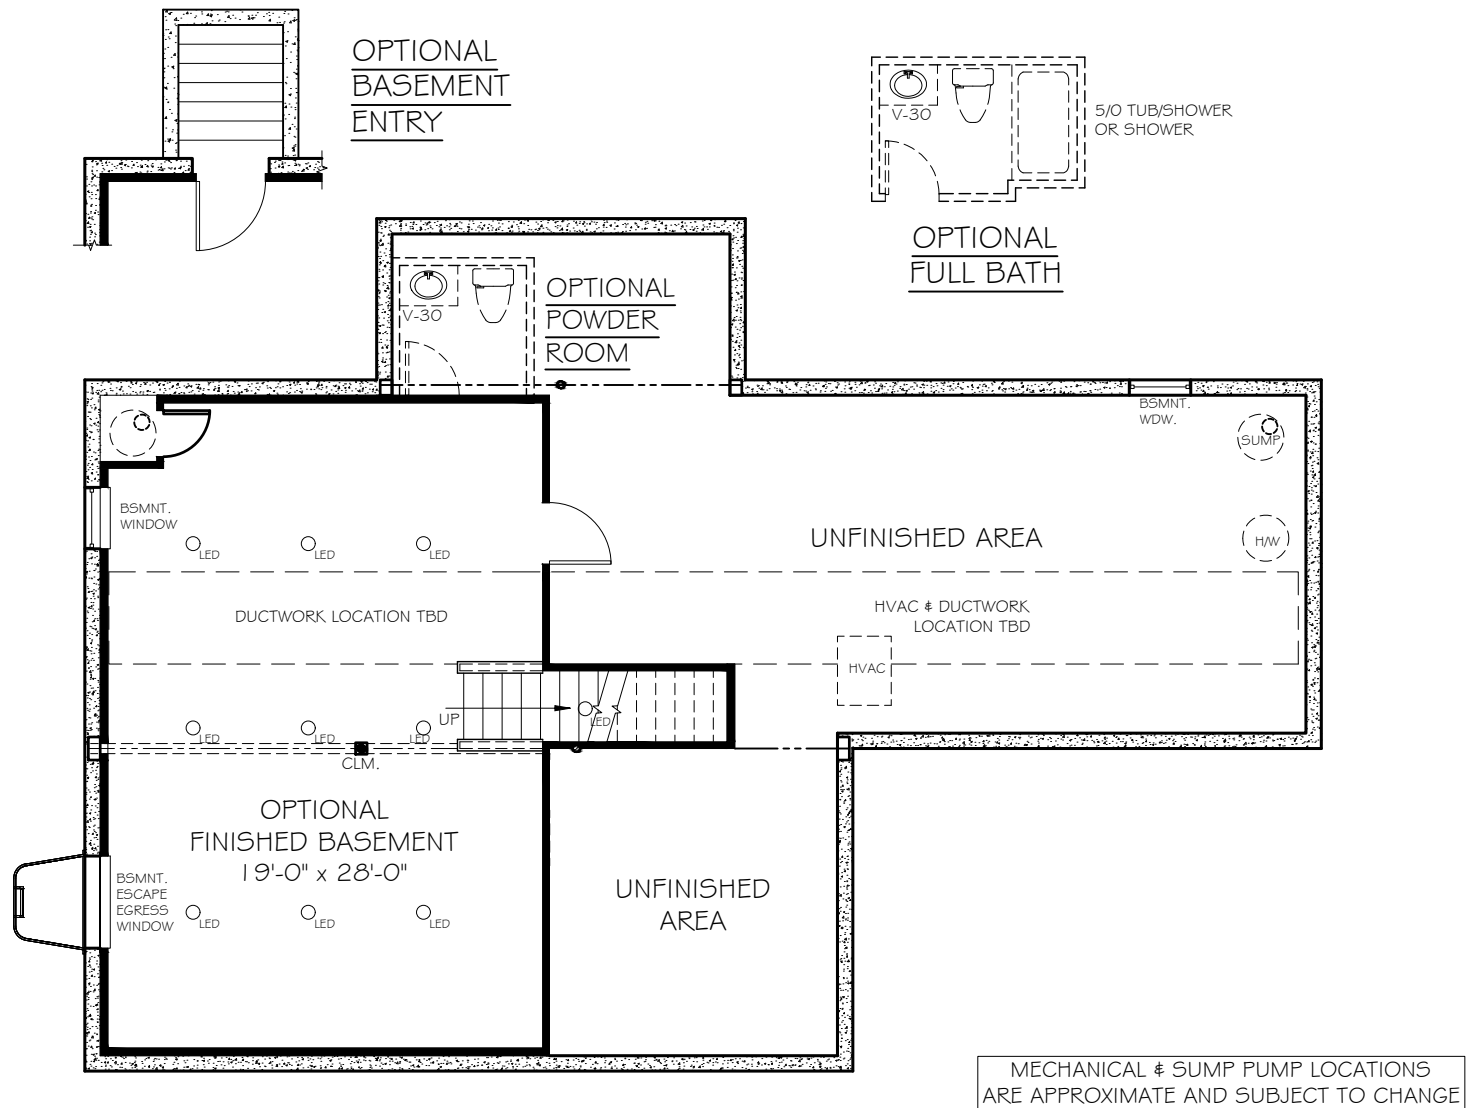 OPTIONAL
BASEMENT
ENTRY
V-30
5/0 TUB/SHOWER
OR SHOWER
OPTIONAL
FULL BATH
V-30
OPTIONAL
POWDER
ROOM
BSMNT.
WDW.
SUMP
BSMNT.
WINDOW
LED
LED
LED
UNFINISHED AREA
H/W
DUCTWORK LOCATION TBD
HVAC & DUCTWORK
LOCATION TBD
HVAC
UP
LED
LED
LED
LED
CLM.
OPTIONAL
FINISHED BASEMENT
19'-0" x 28'-0"
BSMNT.
ESCAPE
EGRESS
WINDOW
LED
LED
LED
UNFINISHED
AREA
MECHANICAL & SUMP PUMP LOCATIONS
ARE APPROXIMATE AND SUBJECT TO CHANGE